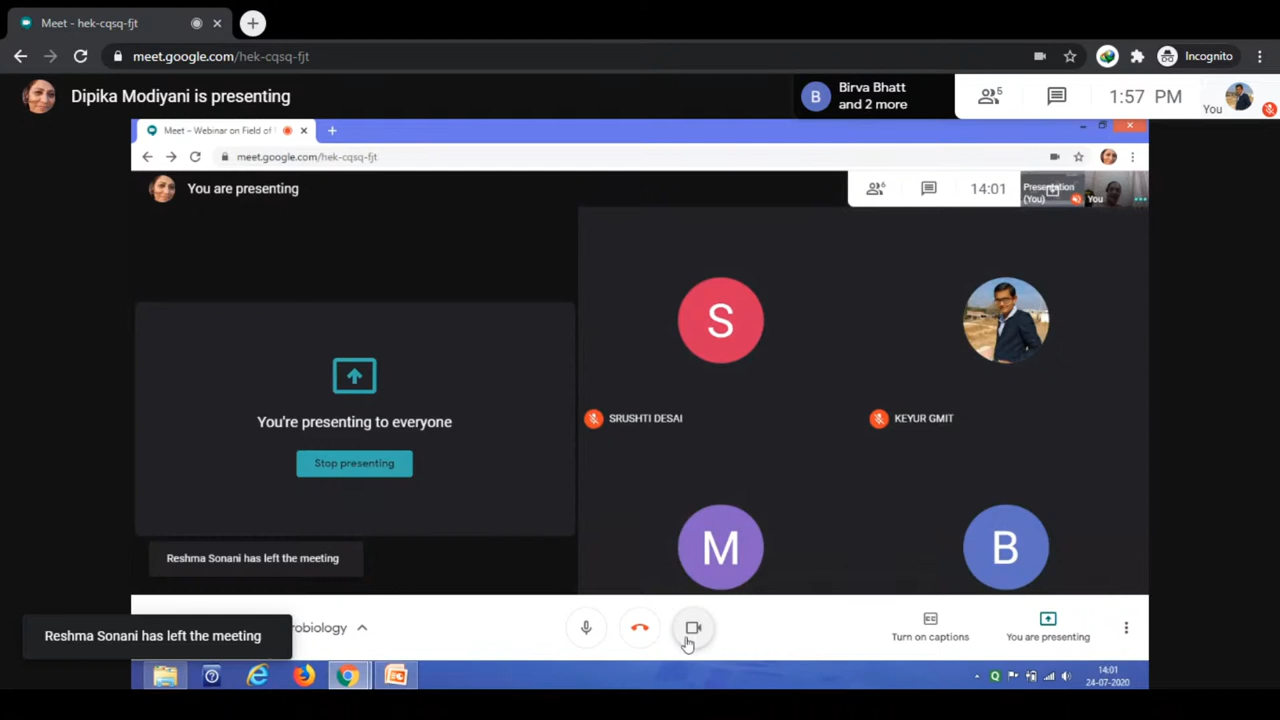 Meet - hek-cqsq-fjt
meet.google.com/hek-cqsq-fjt
Incognito
Dipika Modiyani is presenting
B
Birva Bhatt
and 2 more
5
1:57 PM
You
Meet – Webinar on Field of
meet.google.com/hek-cqsq-fjt
You are presenting
6
14:01
Presentation
(You)
You
S
SRUSHTI DESAI
KEYUR GMIT
You're presenting to everyone
Stop presenting
M
B
Reshma Sonani has left the meeting
Reshma Sonani has left the meeting
robiology
Turn on captions
You are presenting
14:01
24-07-2020